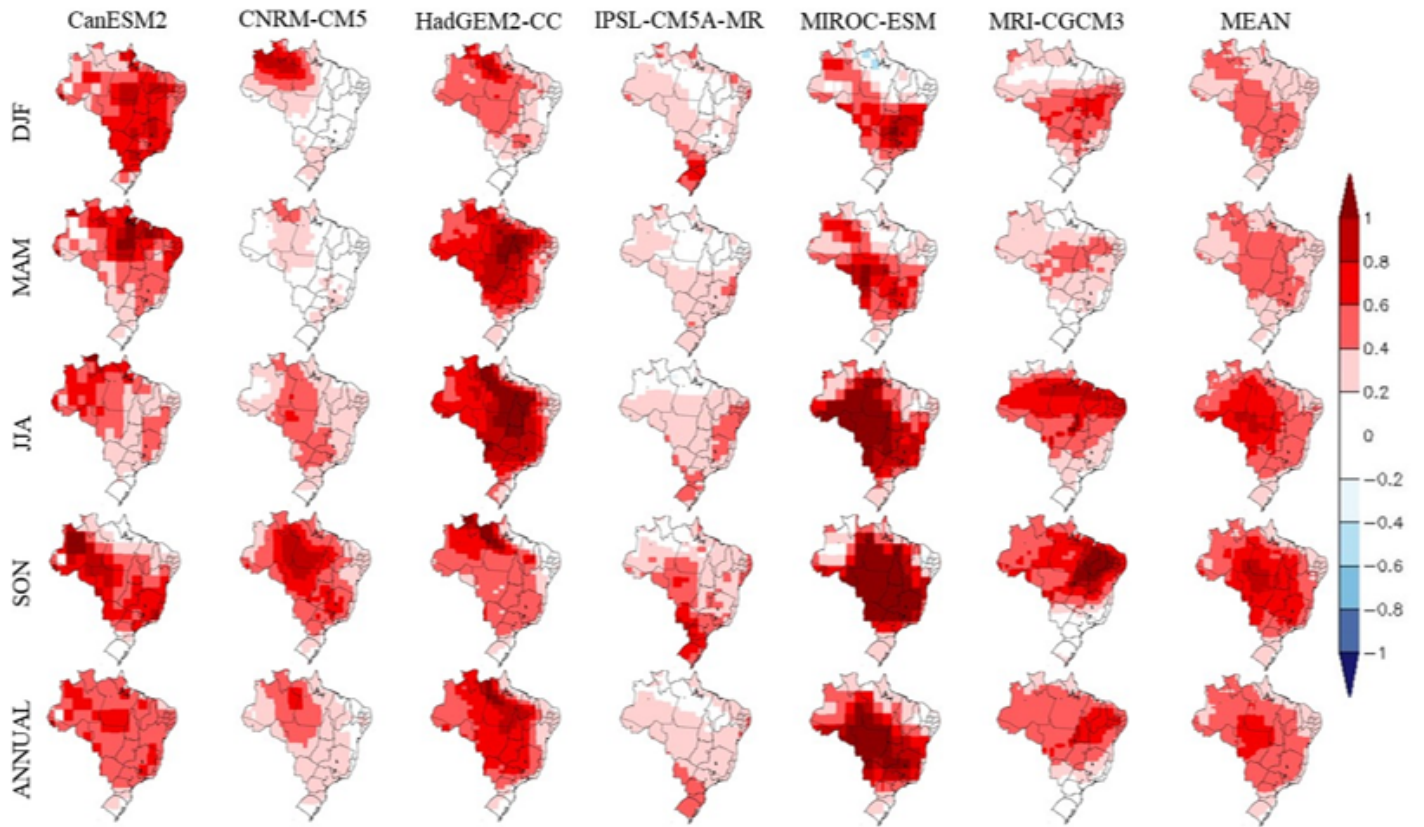 CanESM2 CNRM-CM5 HadGEM2-CC IPSL-CM5A-MR MIROC-ESM MRI-CGCM3 MEAN
DJF
MAM
JJA
SON
ANNUAL
1
0.8
0.6
0.4
0.2
0
−0.2
−0.4
−0.6
−0.8
−1